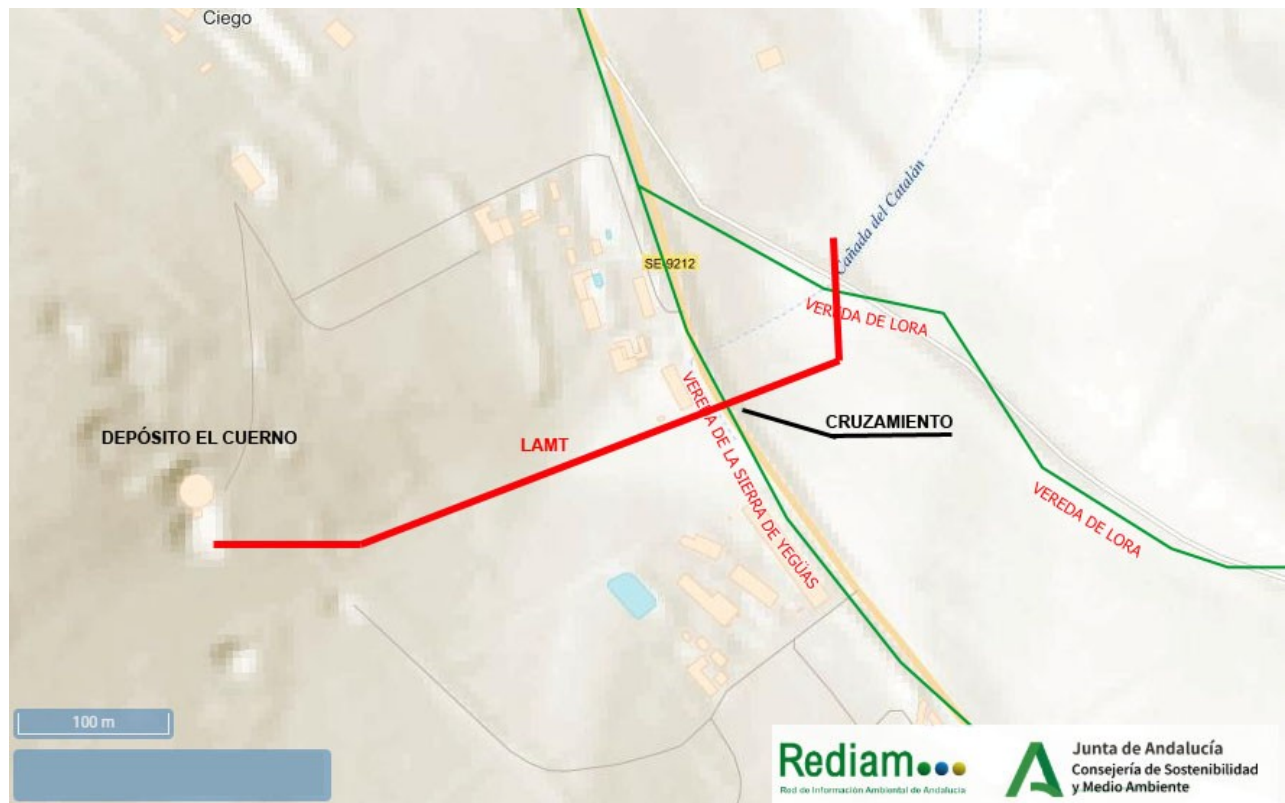 Ciego
Cañada del Catalán
SE-9212
VEREDA DE LORA
VEREDA DE LA SIERRA DE YEGÜAS
CRUZAMIENTO
DEPÓSITO EL CUERNO
LAMT
VEREDA DE LORA
100 m
Rediam
Red de Información Ambiental de Andalucía
Junta de Andalucía
Consejería de Sostenibilidad
y Medio Ambiente